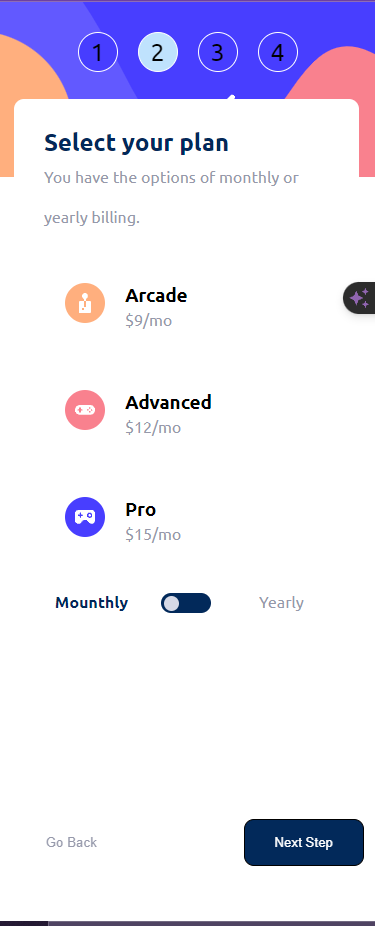 1 2 3 4
Select your plan
You have the options of monthly or
yearly billing.
Arcade
$9/mo
Advanced
$12/mo
Pro
$15/mo
Mounthly Yearly
Go Back Next Step